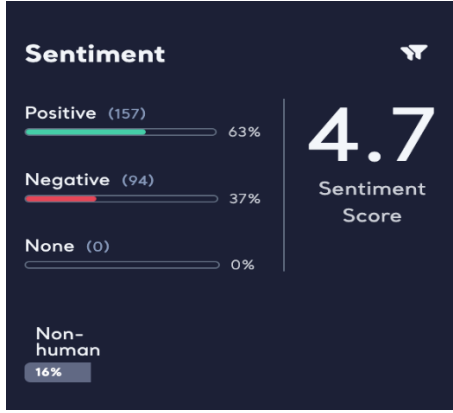 Sentiment
Positive (157)
63%
Negative (94)
37%
None (0)
0%
4.7
Sentiment
Score
Non-
human
16%